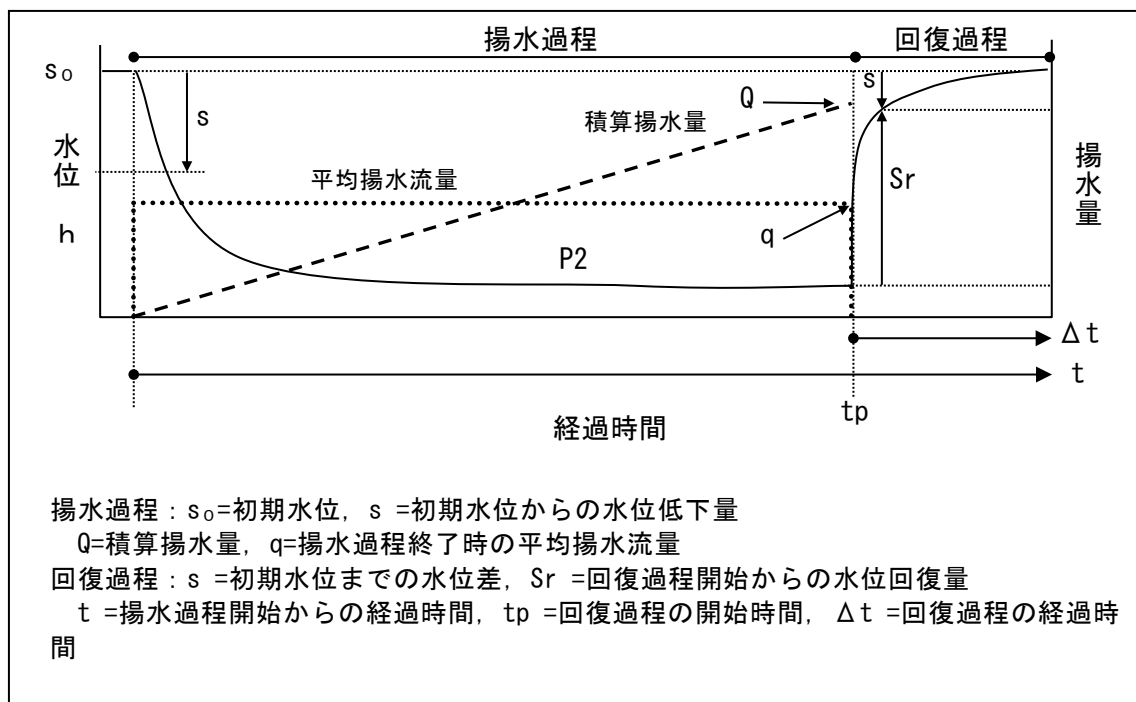 揚水過程
回復過程
s₀
s
s
Q
積算揚水量
水位
h
平均揚水流量
揚水量
Sr
q
P2
Δt
t
tp
経過時間
揚水過程：s₀=初期水位, s =初期水位からの水位低下量
Q=積算揚水量, q=揚水過程終了時の平均揚水流量
回復過程：s =初期水位までの水位差, Sr =回復過程開始からの水位回復量
t =揚水過程開始からの経過時間, tp =回復過程の開始時間, Δt =回復過程の経過時
間